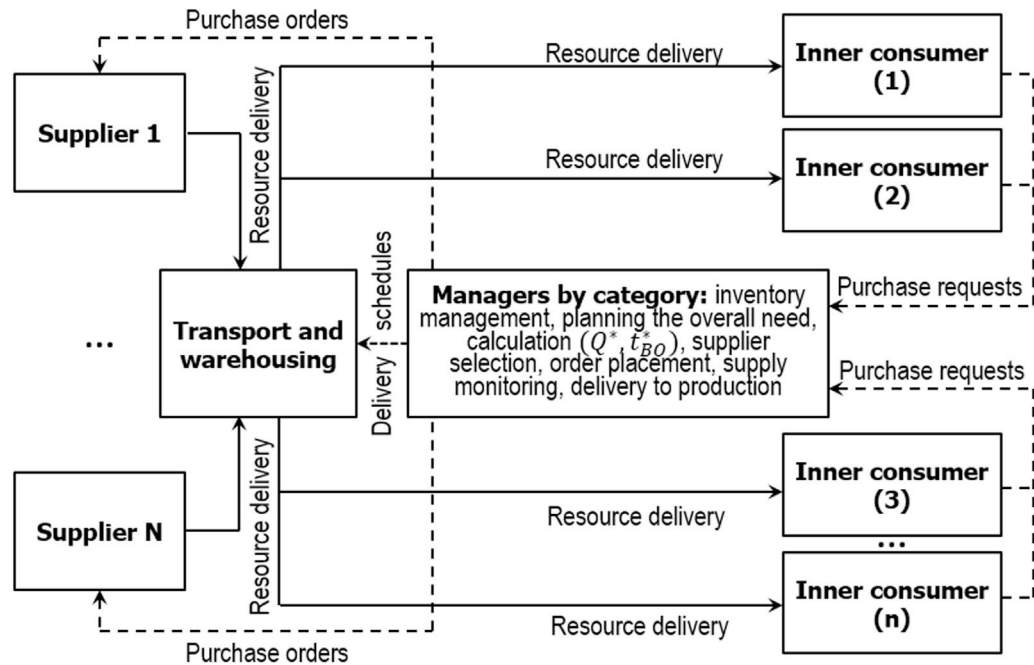 Purchase orders
Supplier 1
Resource delivery
Resource delivery
Inner consumer
(1)
Resource delivery
Inner consumer
(2)
...
Transport and
warehousing
Delivery schedules
Managers by category: inventory
management, planning the overall need,
calculation (Q*, t*BO), supplier
selection, order placement, supply
monitoring, delivery to production
Purchase requests
Purchase requests
Supplier N
Resource delivery
Resource delivery
Inner consumer
(3)
...
Resource delivery
Inner consumer
(n)
Purchase orders